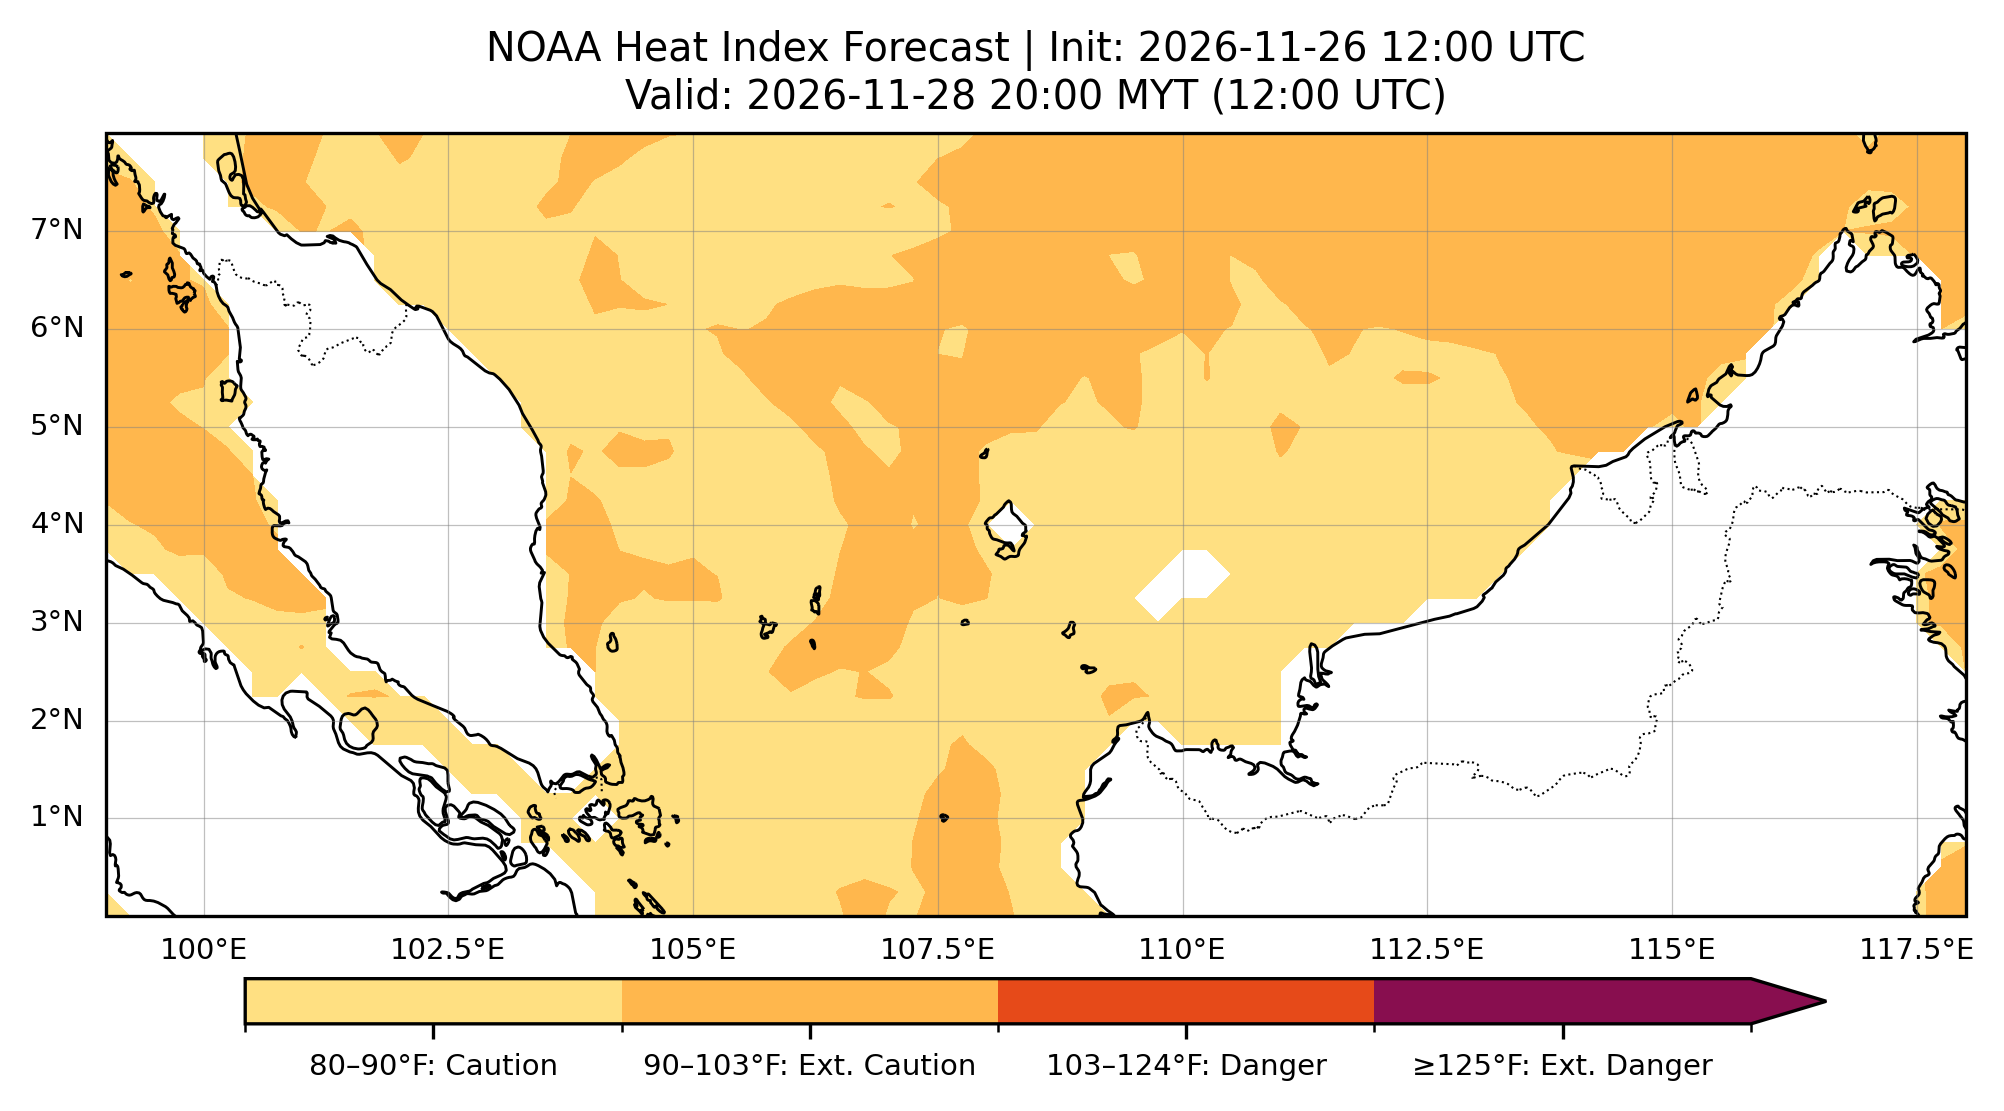 NOAA Heat Index Forecast | Init: 2026-11-26 12:00 UTC
Valid: 2026-11-28 20:00 MYT (12:00 UTC)
7°N
6°N
5°N
4°N
3°N
2°N
1°N
100°E 102.5°E 105°E 107.5°E 110°E 112.5°E 115°E 117.5°E
80–90°F: Caution 90–103°F: Ext. Caution 103–124°F: Danger ≥125°F: Ext. Danger